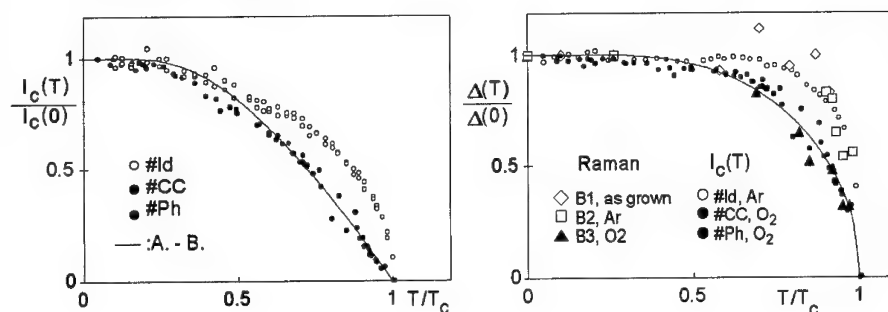 1
I_c(T)
I_c(0)
0.5
#Id
#CC
#Ph
:A. - B.
0
0
0.5
1
T/T_c
1
Δ(T)
Δ(0)
0.5
Raman
I_c(T)
B1, as grown
B2, Ar
B3, O2
#Id, Ar
#CC, O₂
#Ph, O₂
0
0
0.5
T/T_c
1